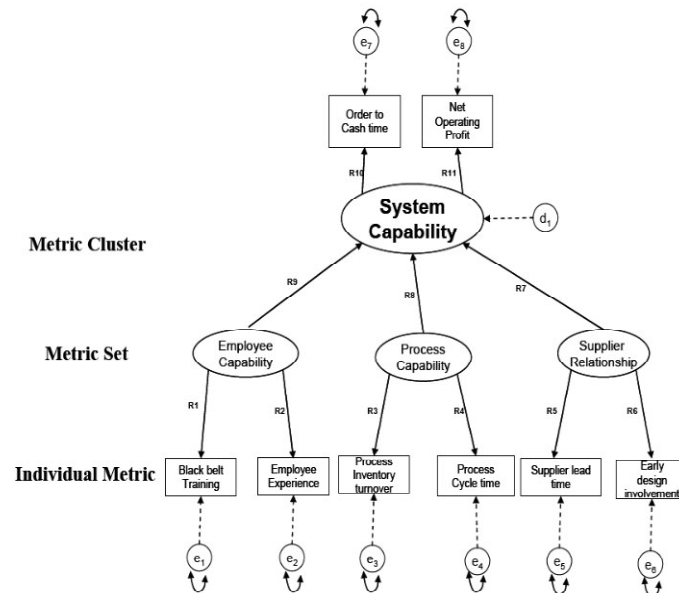 e7
e8
Order to
Cash time
Net
Operating
Profit
R10
R11
System
Capability
d1
Metric Cluster
R9
R8
R7
Metric Set
Employee
Capability
Process
Capability
Supplier
Relationship
R1
R2
R3
R4
R5
R6
Individual Metric
Black belt
Training
Employee
Experience
Process
Inventory
turnover
Process
Cycle time
Supplier lead
time
Early
design
involvement
e1
e2
e3
e4
e5
e6